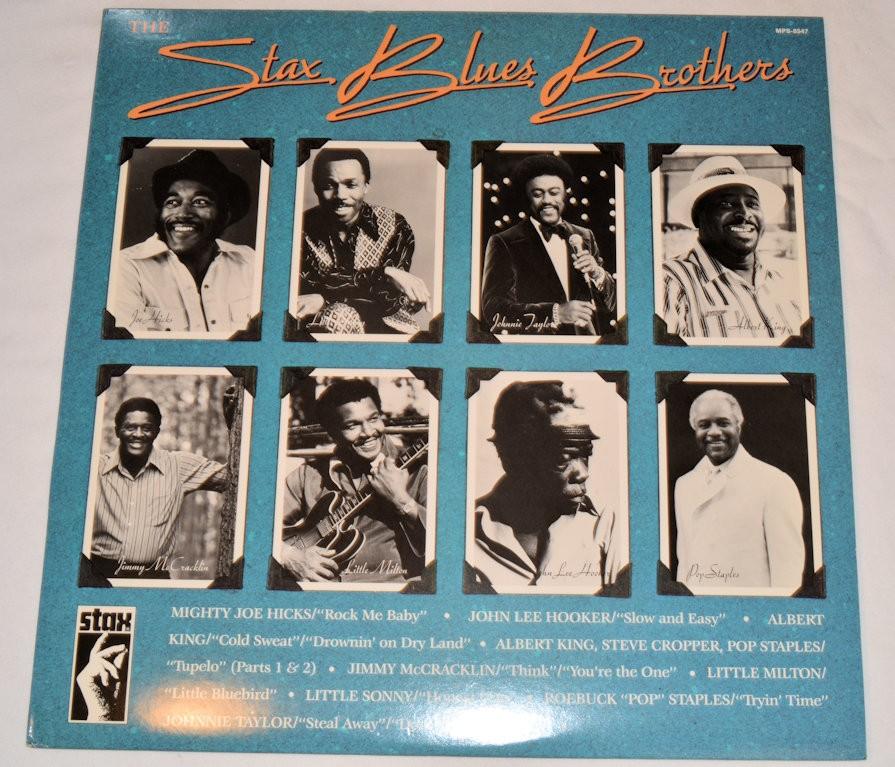 THE
Stax Blues Brothers
MPS-8547
Joe Hicks
Johnnie Taylor
Albert King
Jimmy McCracklin
Little Milton
Lee Hooker
Pop Staples
stax
MIGHTY JOE HICKS/“Rock Me Baby” • JOHN LEE HOOKER/“Slow and Easy” • ALBERT
KING/“Cold Sweat”/“Drownin’ on Dry Land” • ALBERT KING, STEVE CROPPER, POP STAPLES/
“Tupelo” (Parts 1 & 2) • JIMMY McCRACKLIN/“Think”/“You’re the One” • LITTLE MILTON/
“Little Bluebird” • LITTLE SONNY/ • ROEBUCK “POP” STAPLES/“Tryin’ Time”
JOHNNIE TAYLOR/“Steal Away”/